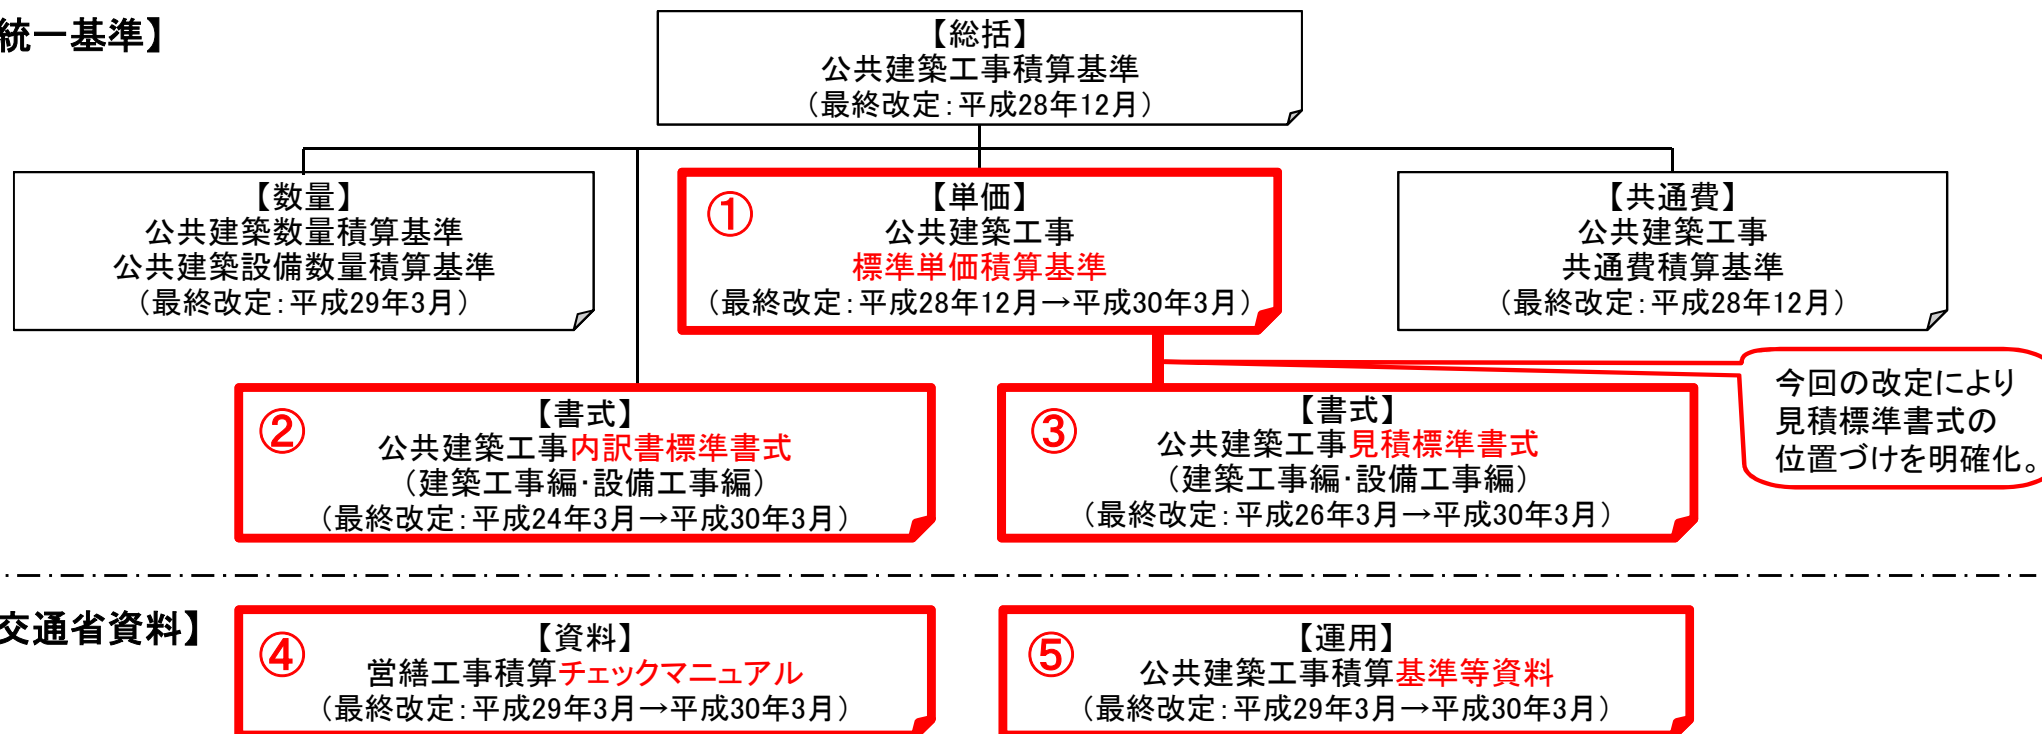 統一基準】
【総括】
公共建築工事積算基準
（最終改定：平成28年12月）
【数量】
公共建築数量積算基準
公共建築設備数量積算基準
（最終改定：平成29年3月）
①
【単価】
公共建築工事
標準単価積算基準
（最終改定：平成28年12月→平成30年3月）
【共通費】
公共建築工事
共通費積算基準
（最終改定：平成28年12月）
今回の改定により
見積標準書式の
位置づけを明確化。
②
【書式】
公共建築工事内訳書標準書式
（建築工事編・設備工事編）
（最終改定：平成24年3月→平成30年3月）
③
【書式】
公共建築工事見積標準書式
（建築工事編・設備工事編）
（最終改定：平成26年3月→平成30年3月）
交通省資料】
④
【資料】
営繕工事積算チェックマニュアル
（最終改定：平成29年3月→平成30年3月）
⑤
【運用】
公共建築工事積算基準等資料
（最終改定：平成29年3月→平成30年3月）